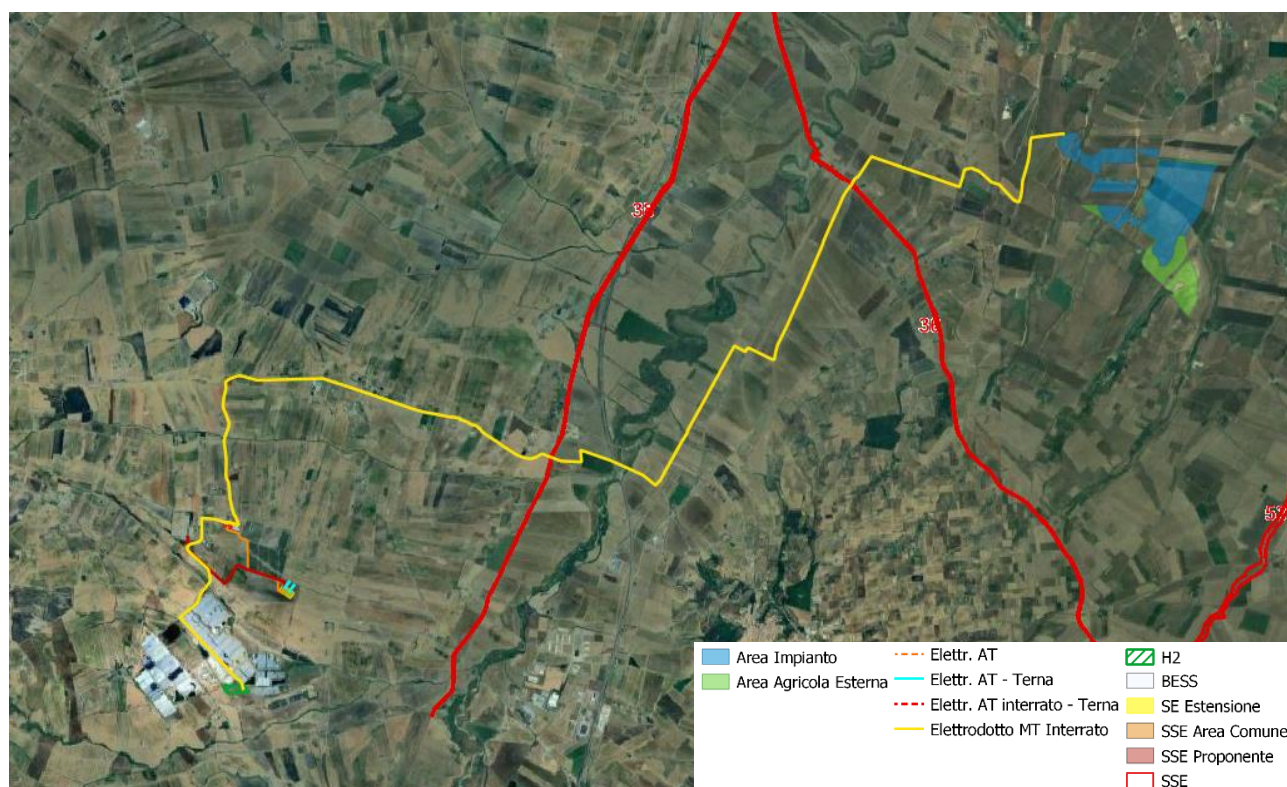 35
36
Area Impianto
Area Agricola Esterna
Elettr. AT
Elettr. AT - Terna
Elettr. AT interrato - Terna
Elettrodotto MT Interrato
H2
BESS
SE Estensione
SSE Area Comune
SSE Proponente
SSE